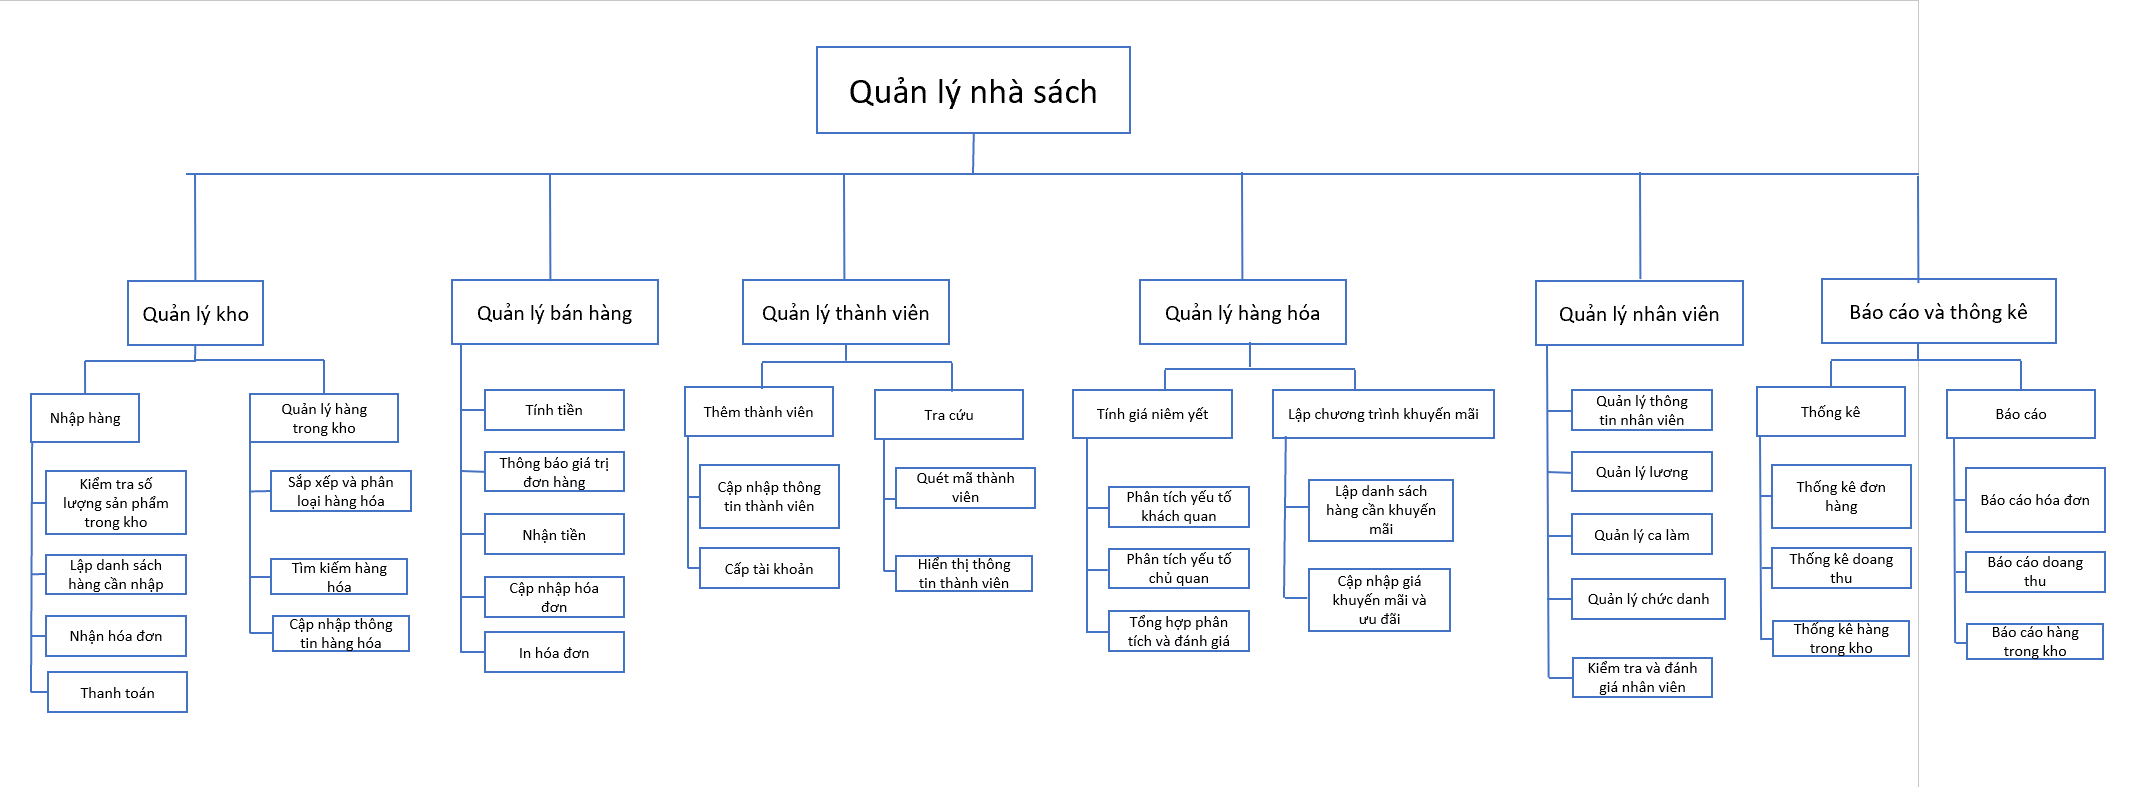 Quản lý nhà sách
Quản lý kho
Quản lý bán hàng
Quản lý thành viên
Quản lý hàng hóa
Quản lý nhân viên
Báo cáo và thông kê
Nhập hàng
Kiểm tra số
lượng sản phẩm
trong kho
Lập danh sách
hàng cần nhập
Nhận hóa đơn
Thanh toán
Quản lý hàng
trong kho
Sắp xếp và phân
loại hàng hóa
Tìm kiếm hàng
hóa
Cập nhập thông
tin hàng hóa
Tính tiền
Thông báo giá trị
đơn hàng
Nhận tiền
Cập nhập hóa
đơn
In hóa đơn
Thêm thành viên
Cập nhập thông
tin thành viên
Cấp tài khoản
Tra cứu
Quét mã thành
viên
Hiển thị thông
tin thành viên
Tính giá niêm yết
Phân tích yếu tố
khách quan
Phân tích yếu tố
chủ quan
Tổng hợp phân
tích và đánh giá
Lập chương trình khuyến mãi
Lập danh sách
hàng cần khuyến
mãi
Cập nhập giá
khuyến mãi và
ưu đãi
Quản lý thông
tin nhân viên
Quản lý lương
Quản lý ca làm
Quản lý chức danh
Kiểm tra và đánh
giá nhân viên
Thống kê
Thống kê đơn
hàng
Thống kê doang
thu
Thống kê hàng
trong kho
Báo cáo
Báo cáo hóa đơn
Báo cáo doang
thu
Báo cáo hàng
trong kho